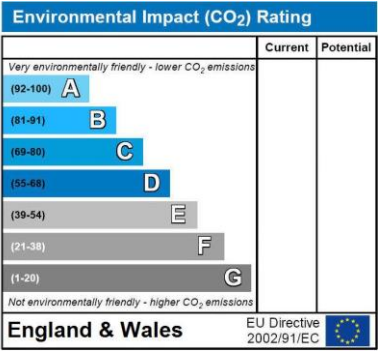 Environmental Impact (CO₂) Rating
Current Potential
Very environmentally friendly - lower CO₂ emissions
(92-100) A
(81-91) B
(69-80) C
(55-68) D
(39-54) E
(21-38) F
(1-20) G
Not environmentally friendly - higher CO₂ emissions
England & Wales
EU Directive
2002/91/EC